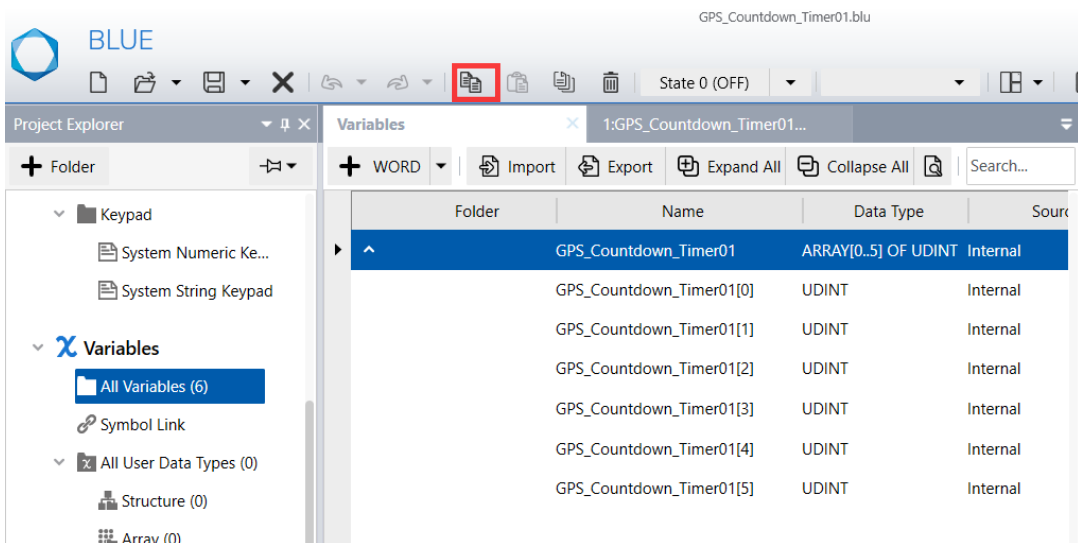 GPS_Countdown_Timer01.blu
BLUE
State 0 (OFF)
Project Explorer
Variables
1:GPS_Countdown_Timer01...
Folder
WORD
Import
Export
Expand All
Collapse All
Search...
Folder Name Data Type
Keypad
System Numeric Ke...
System String Keypad
Variables
All Variables (6)
Symbol Link
All User Data Types (0)
Structure (0)
Array (0)
GPS_Countdown_Timer01 ARRAY[0..5] OF UDINT Internal
GPS_Countdown_Timer01[0] UDINT Internal
GPS_Countdown_Timer01[1] UDINT Internal
GPS_Countdown_Timer01[2] UDINT Internal
GPS_Countdown_Timer01[3] UDINT Internal
GPS_Countdown_Timer01[4] UDINT Internal
GPS_Countdown_Timer01[5] UDINT Internal